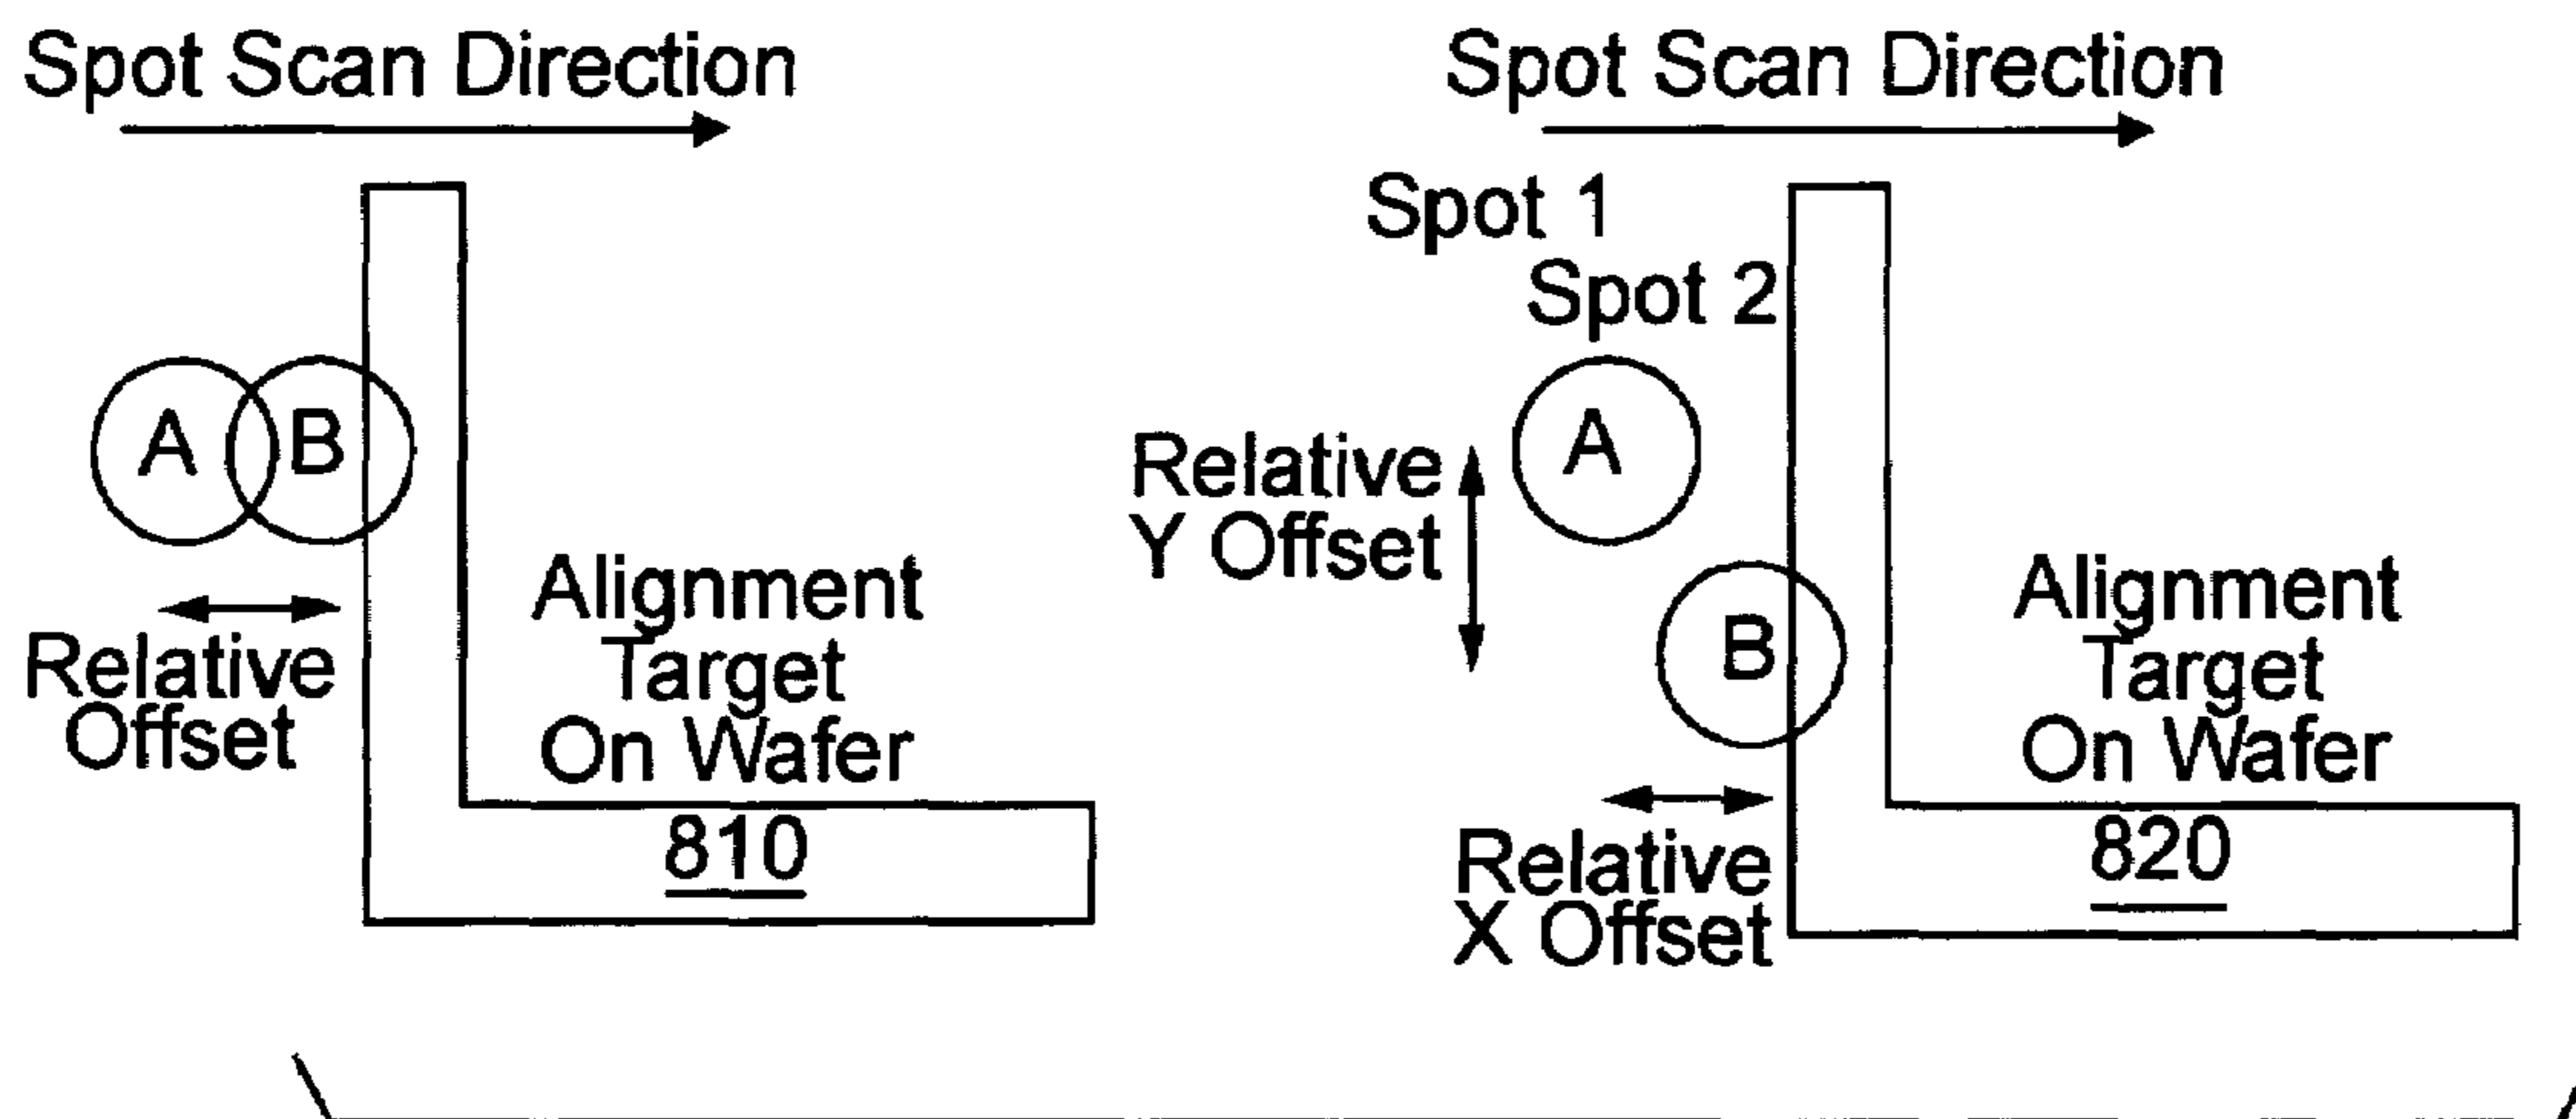 Spot Scan Direction
A
B
Relative
Offset
Alignment
Target
On Wafer
810
Spot Scan Direction
Spot 1
Spot 2
A
Relative
Y Offset
B
Relative
X Offset
Alignment
Target
On Wafer
820